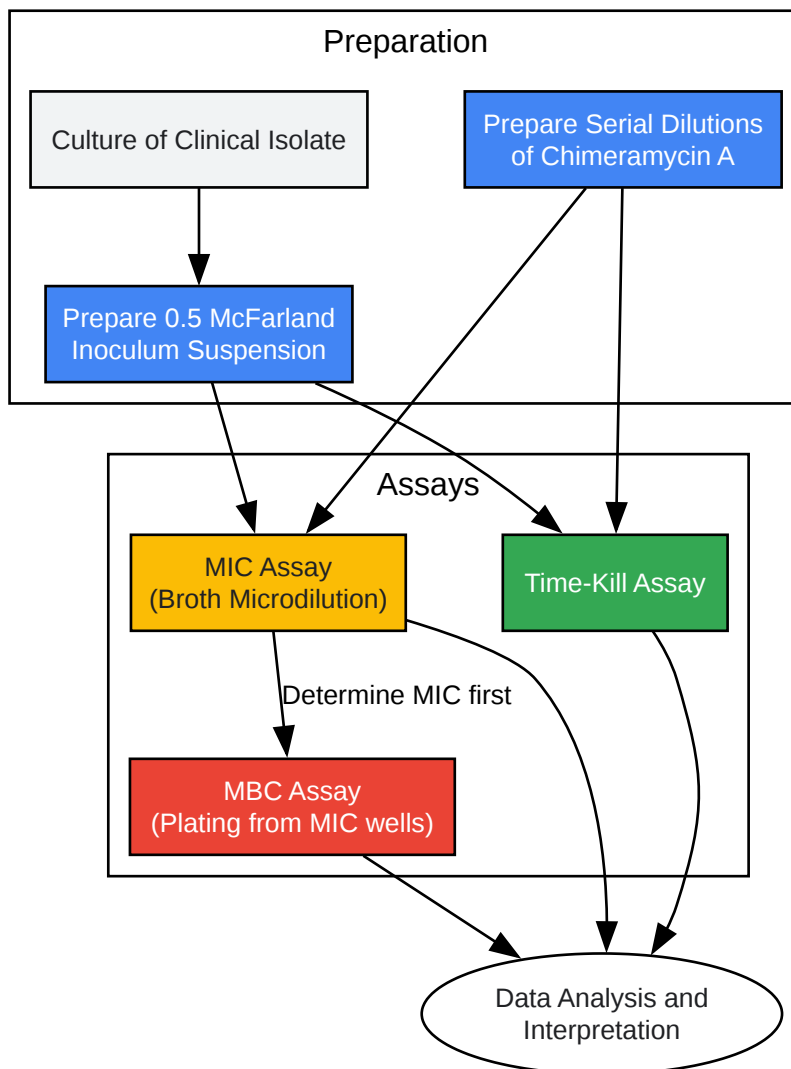 Preparation
Culture of Clinical Isolate
Prepare Serial Dilutions
of Chimeramycin A
Prepare 0.5 McFarland
Inoculum Suspension
Assays
MIC Assay
(Broth Microdilution)
Time-Kill Assay
Determine MIC first
MBC Assay
(Plating from MIC wells)
Data Analysis and
Interpretation